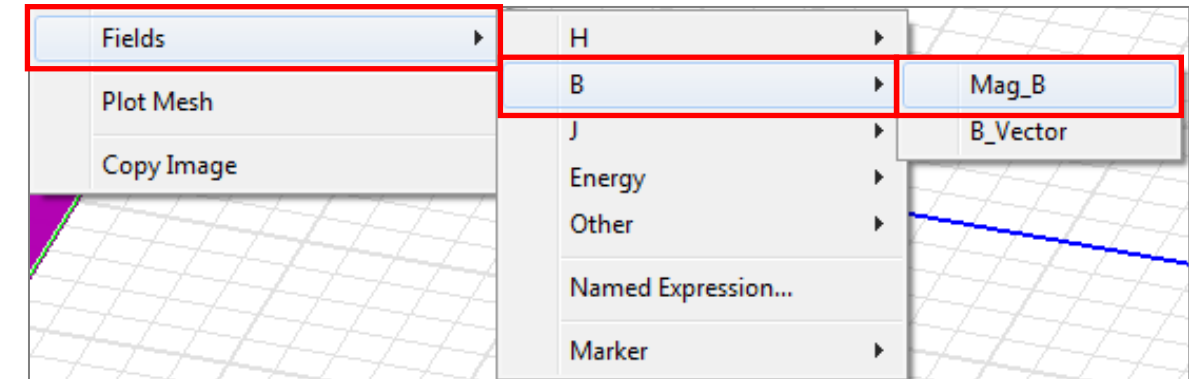 Fields
Plot Mesh
Copy Image
H
B
J
Energy
Other
Named Expression...
Marker
Mag_B
B_Vector